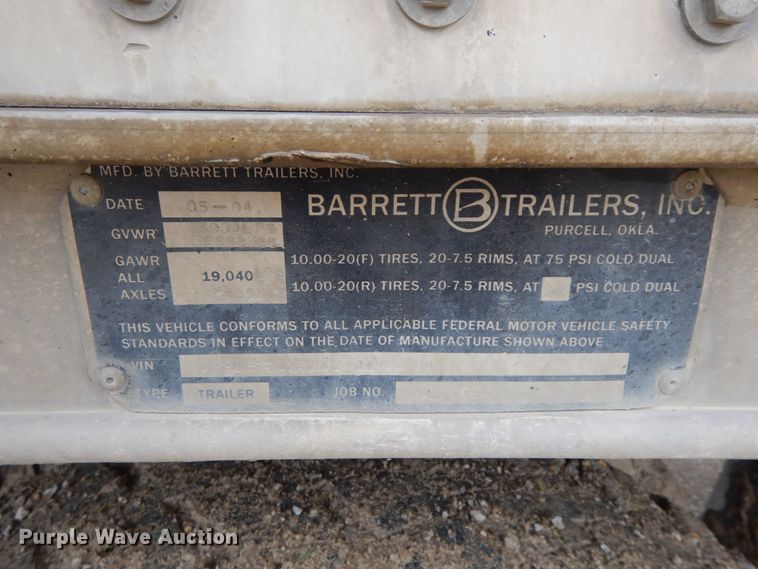 MFD. BY BARRETT TRAILERS, INC.
DATE 05-04
BARRETT B TRAILERS, INC.
GVWR
PURCELL, OKLA.
GAWR
ALL
AXLES
19,040
10.00-20(F) TIRES, 20-7.5 RIMS, AT 75 PSI COLD DUAL
10.00-20(R) TIRES, 20-7.5 RIMS, AT PSI COLD DUAL
THIS VEHICLE CONFORMS TO ALL APPLICABLE FEDERAL MOTOR VEHICLE SAFETY
STANDARDS IN EFFECT ON THE DATE OF MANUFACTURE SHOWN ABOVE
VIN
TYPE TRAILER JOB NO.
Purple Wave Auction